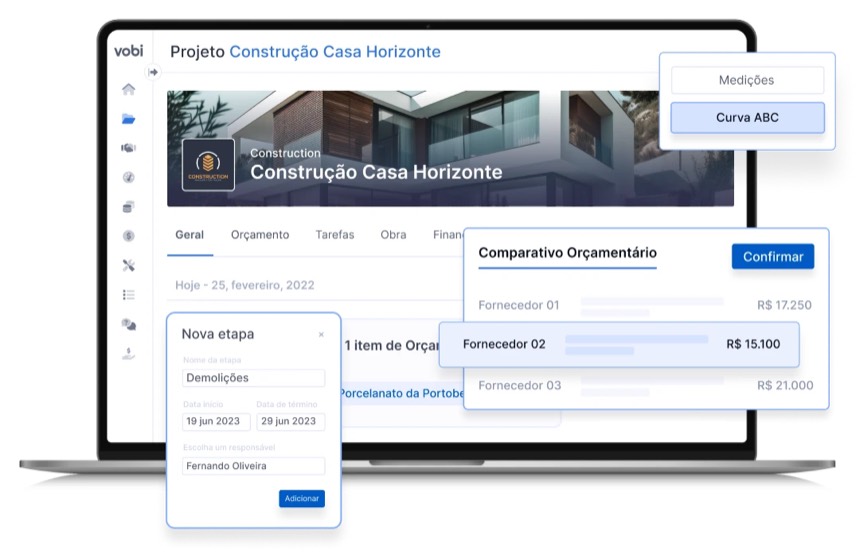 vobi
Projeto Construção Casa Horizonte
Medições
Curva ABC
CONSTRUCTION
Construction
Construção Casa Horizonte
Geral
Orçamento
Tarefas
Obra
Hoje - 25, fevereiro, 2022
1 item de
Porcelanato da
Comparativo Orçamentário
Confirmar
Fornecedor 01
R$ 17.250
Fornecedor 02
R$ 15.100
Fornecedor 03
R$ 21.000
Nova etapa
×
Nome da etapa
Demolições
Data início
Data de término
19 jun 2023
29 jun 2023
Escolha um responsável
Fernando Oliveira
Adicionar